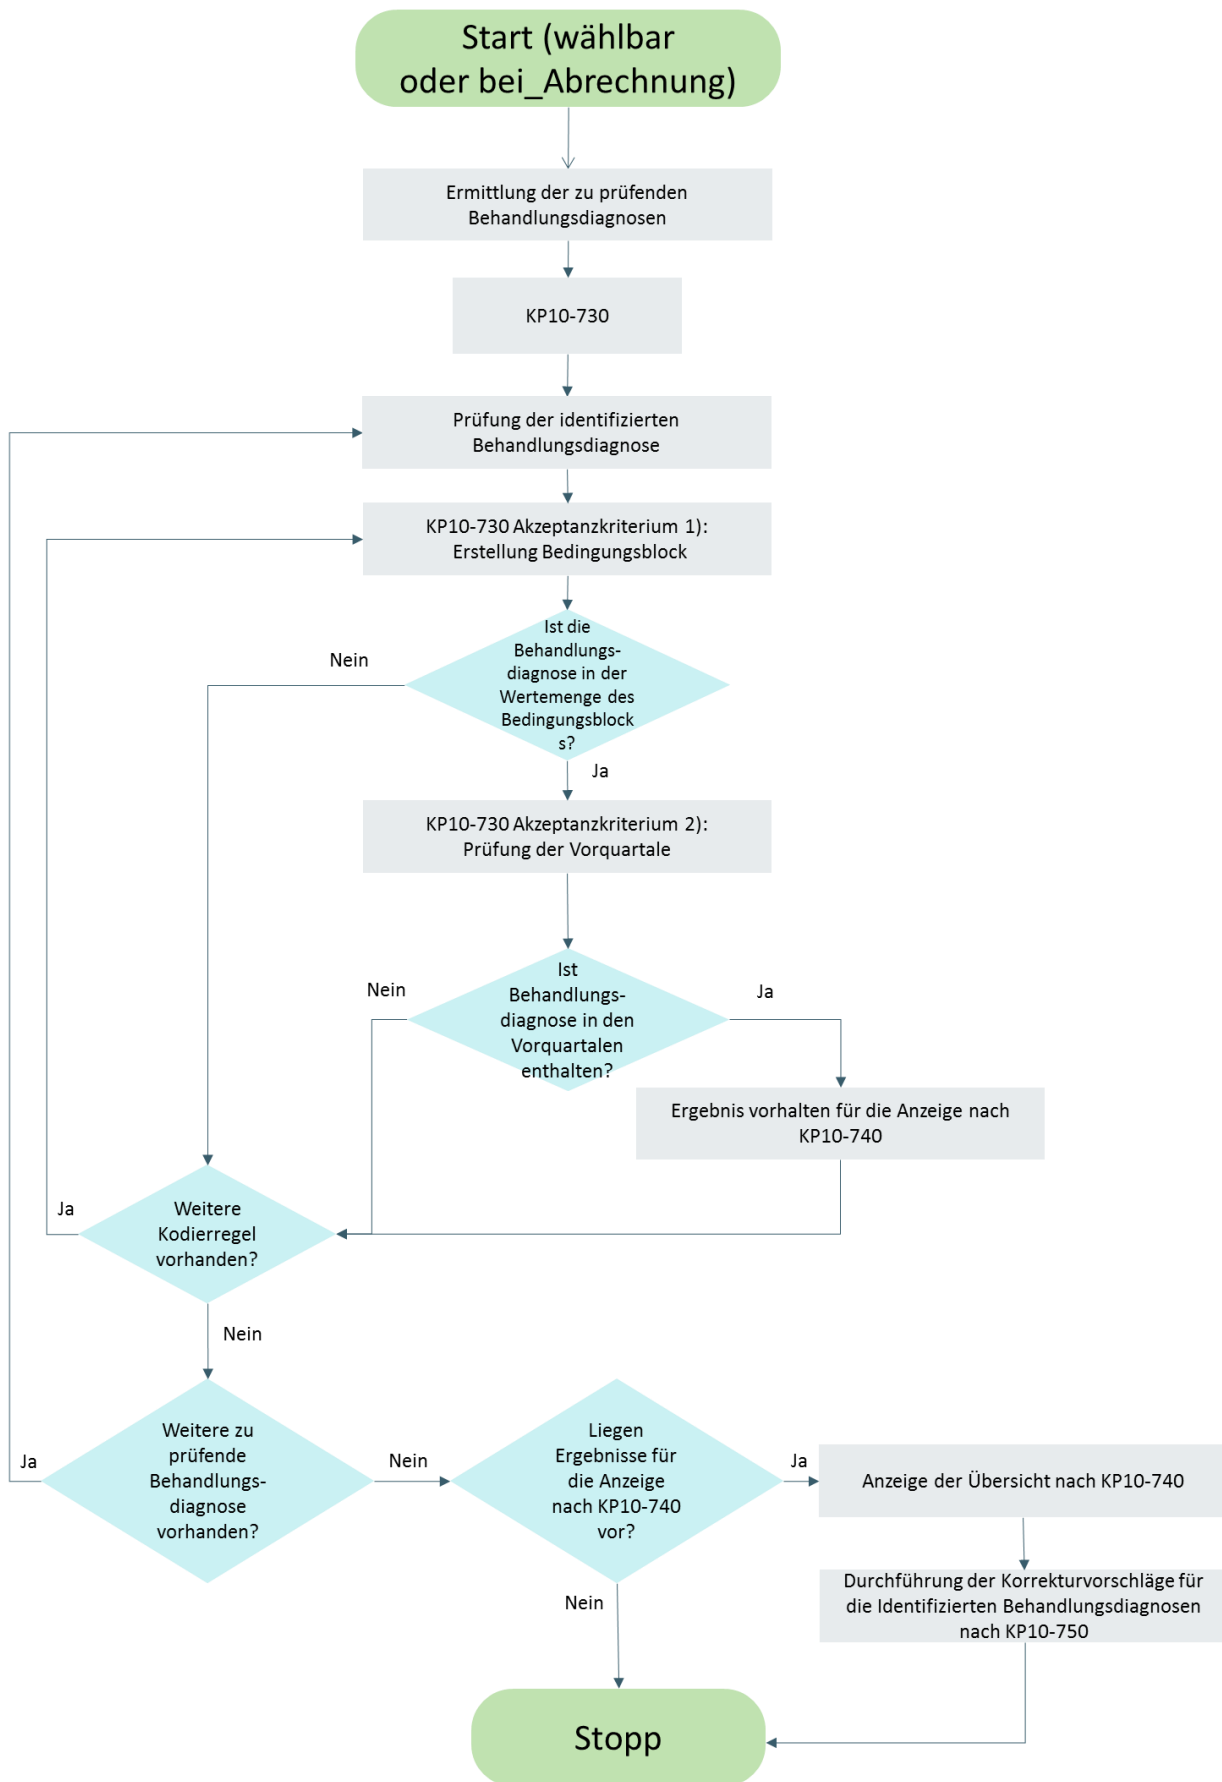 Start (wählbar
oder bei_Abrechnung)
Ermittlung der zu prüfenden
Behandlungsdiagnosen
KP10-730
Prüfung der identifizierten
Behandlungsdiagnose
KP10-730 Akzeptanzkriterium 1):
Erstellung Bedingungsblock
Ist die
Behandlungs-
diagnose in der
Wertemenge des
Bedingungsblock
s?
Nein
Ja
KP10-730 Akzeptanzkriterium 2):
Prüfung der Vorquartale
Ist
Behandlungs-
diagnose in den
Vorquartalen
enthalten?
Nein
Ja
Ergebnis vorhalten für die Anzeige nach
KP10-740
Weitere
Kodierregel
vorhanden?
Ja
Nein
Weitere zu
prüfende
Behandlungs-
diagnose
vorhanden?
Ja
Nein
Liegen
Ergebnisse für
die Anzeige
nach KP10-740
vor?
Ja
Nein
Anzeige der Übersicht nach KP10-740
Durchführung der Korrekturvorschläge für
die Identifizierten Behandlungsdiagnosen
nach KP10-750
Stopp